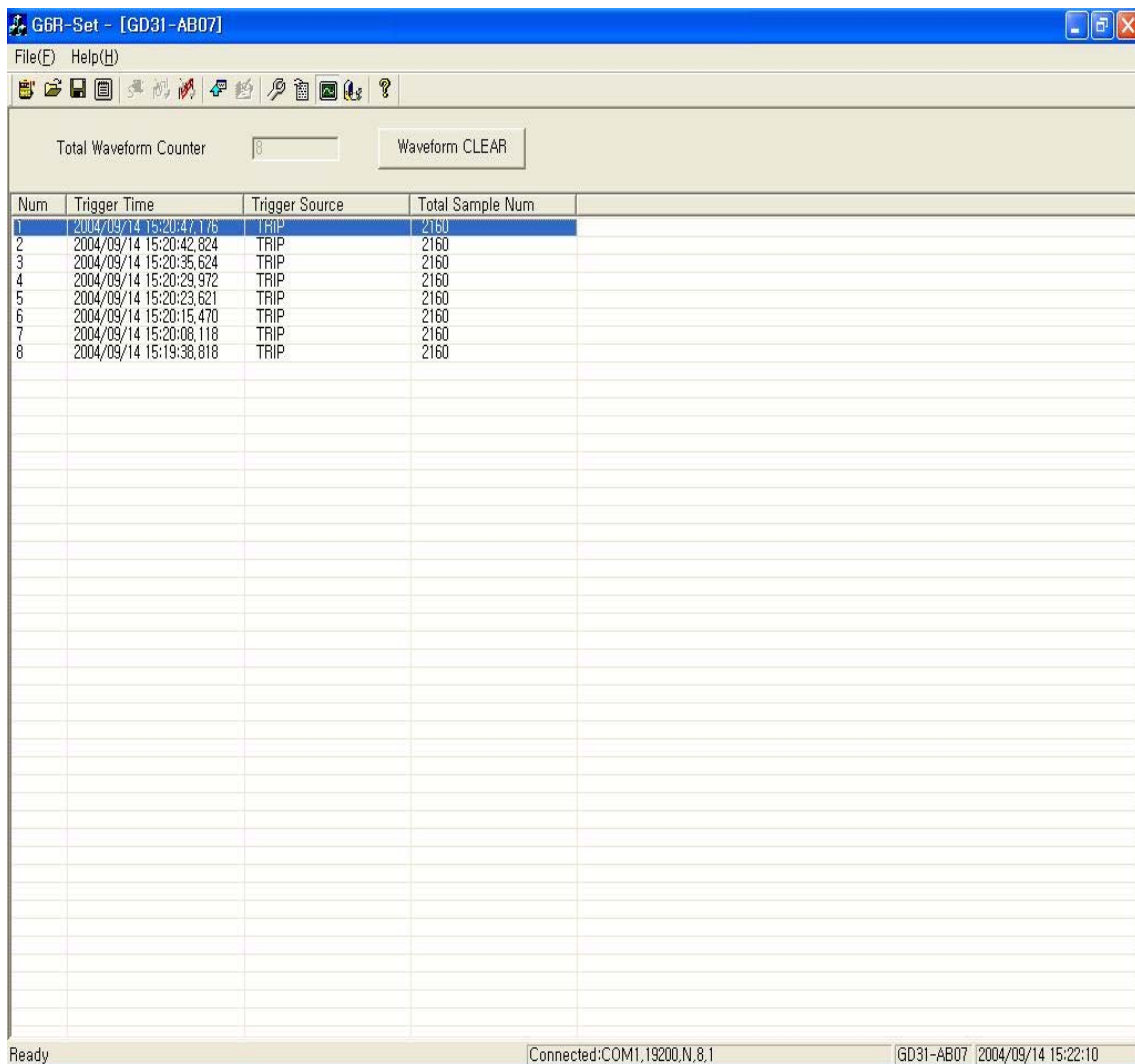 G6R-Set - [GD31-AB07]
File(F) Help(H)
Total Waveform Counter 8 Waveform CLEAR
Num Trigger Time Trigger Source Total Sample Num
1 2004/09/14 15:20:47,176 TRIP 2160
2 2004/09/14 15:20:42,824 TRIP 2160
3 2004/09/14 15:20:35,624 TRIP 2160
4 2004/09/14 15:20:29,972 TRIP 2160
5 2004/09/14 15:20:23,621 TRIP 2160
6 2004/09/14 15:20:15,470 TRIP 2160
7 2004/09/14 15:20:08,118 TRIP 2160
8 2004/09/14 15:19:38,818 TRIP 2160
Ready Connected:COM1,19200,N,8,1 GD31-AB07 2004/09/14 15:22:10